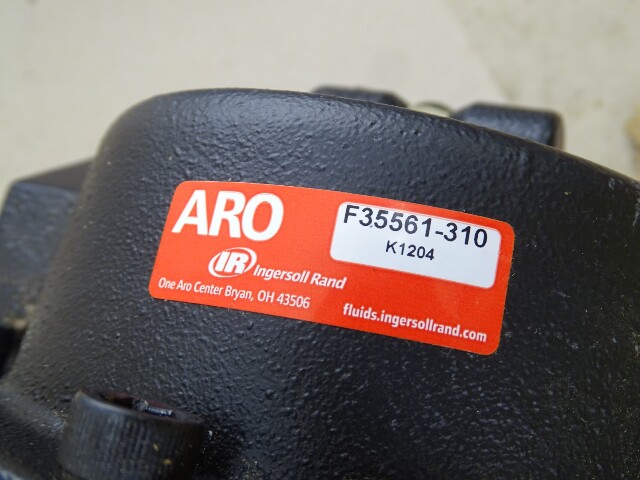 ARO
F35561-310
K1204
IR Ingersoll Rand
One Aro Center Bryan, OH 43506
fluids.ingersollrand.com